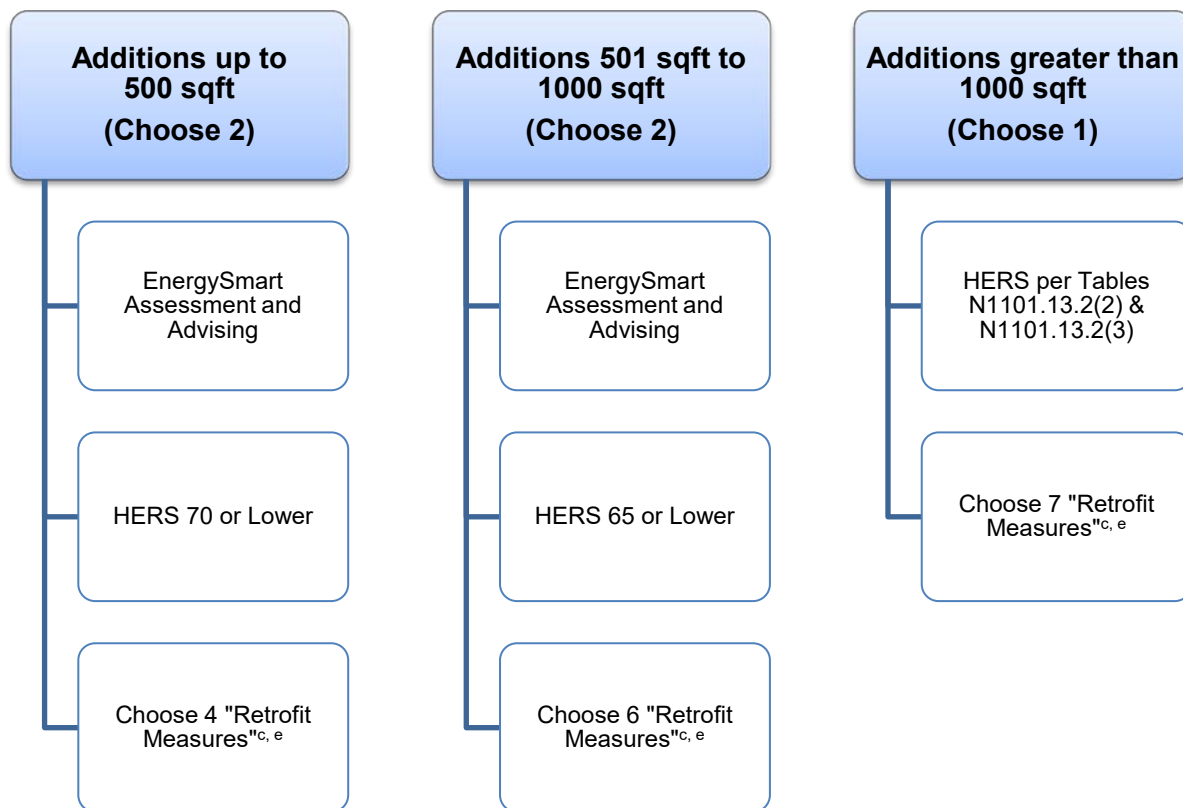 Additions up to
500 sqft
(Choose 2)
EnergySmart
Assessment and
Advising
HERS 70 or Lower
Choose 4 "Retrofit
Measures"c, e
Additions 501 sqft to
1000 sqft
(Choose 2)
EnergySmart
Assessment and
Advising
HERS 65 or Lower
Choose 6 "Retrofit
Measures"c, e
Additions greater than
1000 sqft
(Choose 1)
HERS per Tables
N1101.13.2(2) &
N1101.13.2(3)
Choose 7 "Retrofit
Measures"c, e